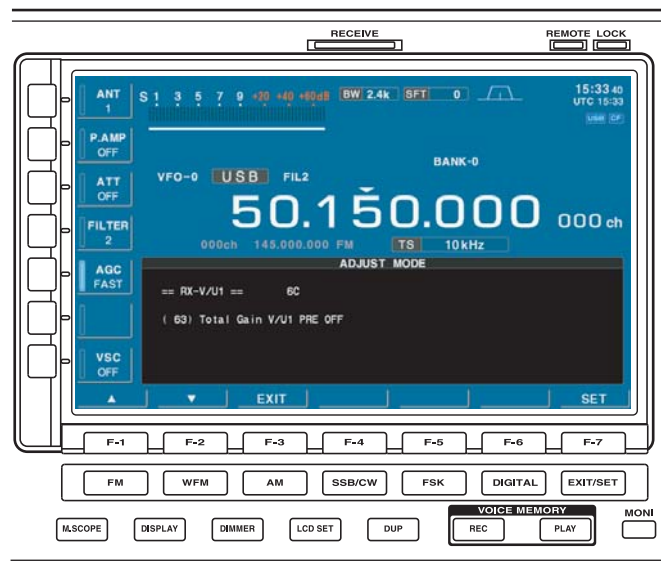 RECEIVE
REMOTE LOCK
ANT
1
S 1 3 5 7 9 +20 +40 +60dB
BW 2.4k SFT 0
15:33 40
UTC 15:33
USB CF
P.AMP
OFF
BANK-0
ATT
OFF
VFO-0 USB FIL2
50.150.000 000 ch
FILTER
2
000ch 145.000.000 FM TS 10kHz
ADJUST MODE
AGC
FAST
== RX-V/U1 == 6C
( 63) Total Gain V/U1 PRE OFF
VSC
OFF
▲ ▼ EXIT SET
F-1 F-2 F-3 F-4 F-5 F-6 F-7
FM WFM AM SSB/CW FSK DIGITAL EXIT/SET
VOICE MEMORY
M.SCOPE DISPLAY DIMMER LCD SET DUP REC PLAY MONI